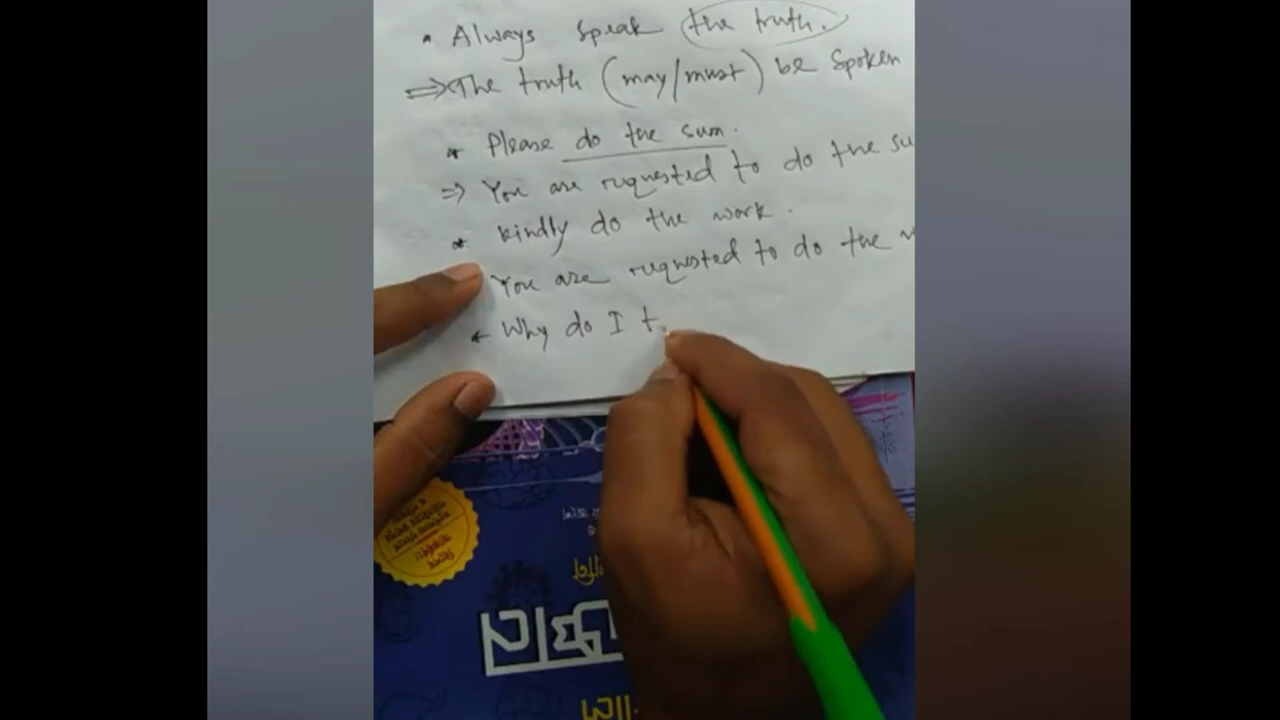 * Always speak the truth.
⇒ The truth (may/must) be spoken
* Please do the sum.
⇒ You are requested to do the su
* kindly do the work.
You are requested to do the w
* Why do I t